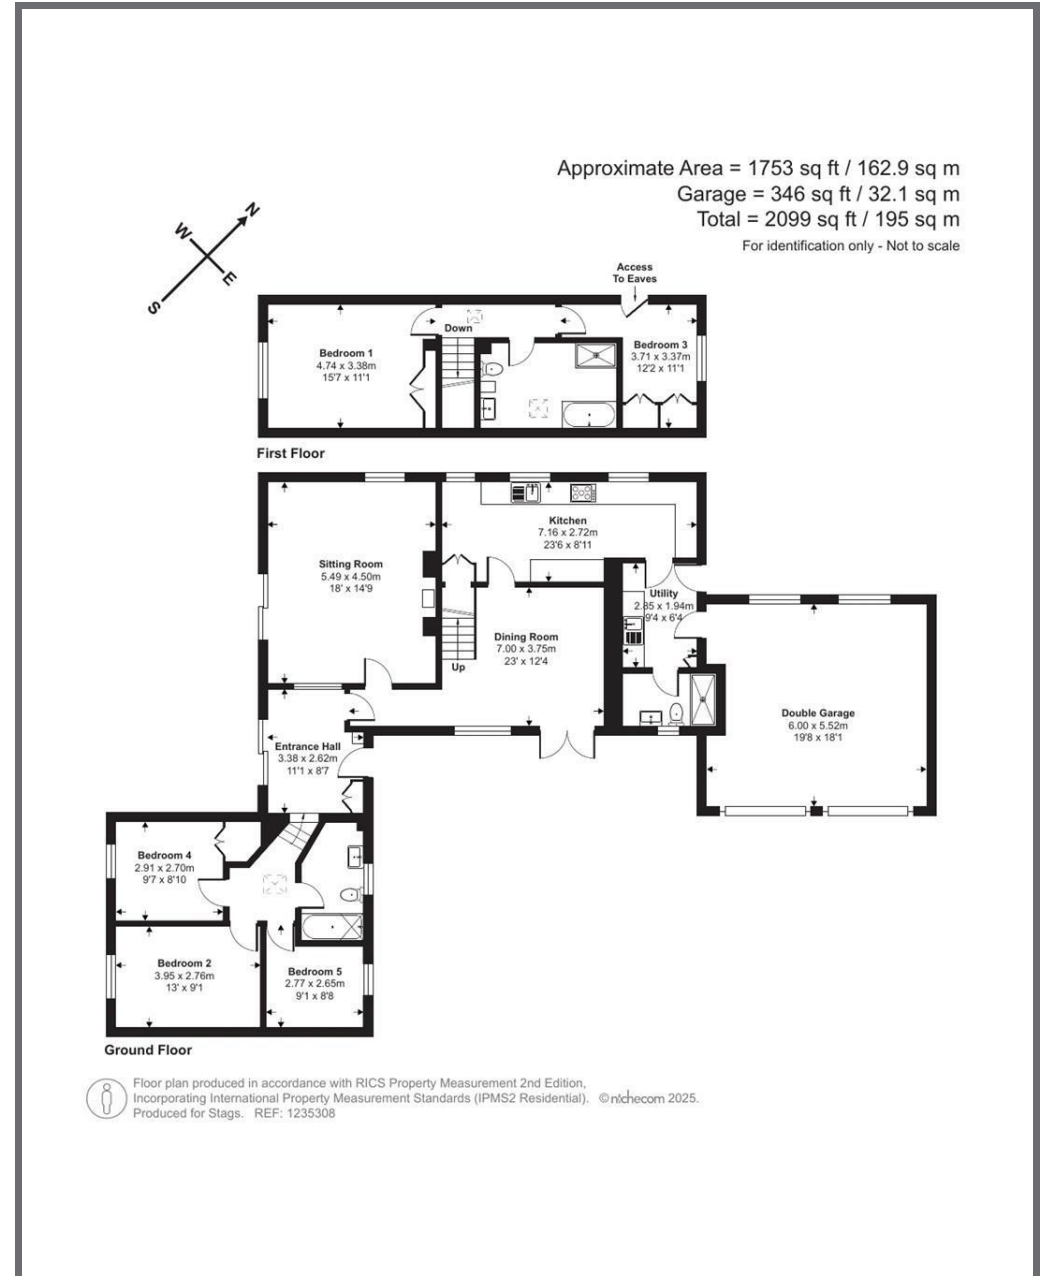 Approximate Area = 1753 sq ft / 162.9 sq m
Garage = 346 sq ft / 32.1 sq m
Total = 2099 sq ft / 195 sq m
For identification only - Not to scale
N
W
E
S
Access
To Eaves
Down
Bedroom 1
4.74 x 3.38m
15'7 x 11'1
Bedroom 3
3.71 x 3.37m
12'2 x 11'1
First Floor
Kitchen
7.16 x 2.72m
23'6 x 8'11
Sitting Room
5.49 x 4.50m
18' x 14'9
Utility
2.85 x 1.94m
9'4 x 6'4
Dining Room
7.00 x 3.75m
23' x 12'4
Up
Double Garage
6.00 x 5.52m
19'8 x 18'1
Entrance Hall
3.38 x 2.62m
11'1 x 8'7
Bedroom 4
2.91 x 2.70m
9'7 x 8'10
Bedroom 2
3.95 x 2.76m
13' x 9'1
Bedroom 5
2.77 x 2.65m
9'1 x 8'8
Ground Floor
Floor plan produced in accordance with RICS Property Measurement 2nd Edition,
Incorporating International Property Measurement Standards (IPMS2 Residential). © nichecom 2025.
Produced for Stags. REF: 1235308